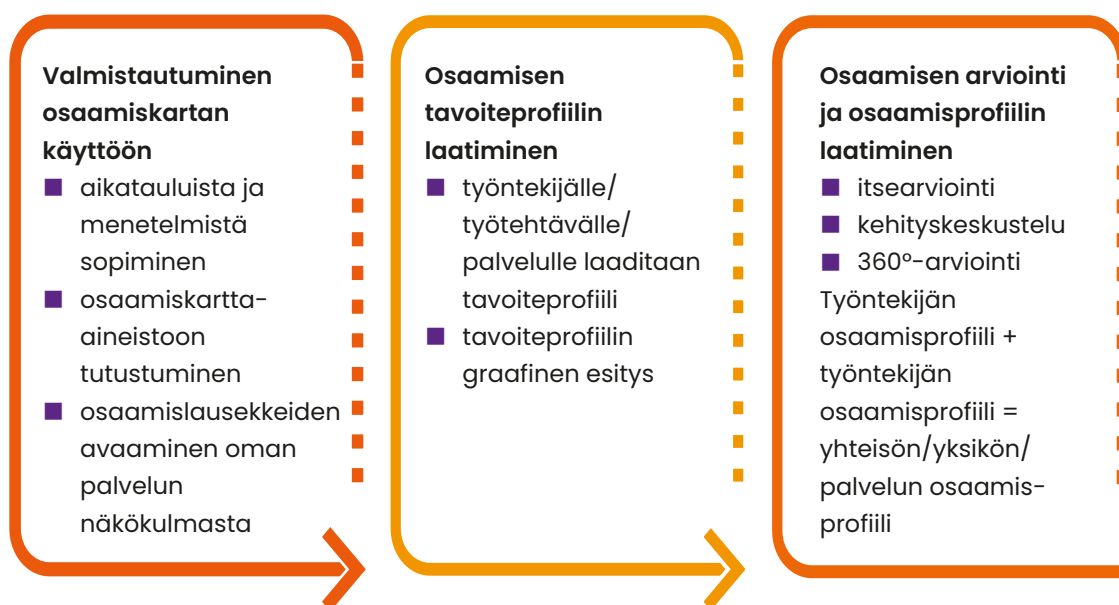 Valmistautuminen
osaamiskartan
käyttöön
aikatauluista ja
menetelmistä
sopiminen
osaamiskartta-
aineistoon
tutustuminen
osaamislausekkeiden
avaaminen oman
palvelun
näkökulmasta
Osaamisen
tavoiteprofiilin
laatiminen
työntekijälle/
työtehtävälle/
palvelulle laaditaan
tavoiteprofiili
tavoiteprofiilin
graafinen esitys
Osaamisen arviointi
ja osaamisprofiilin
laatiminen
itsearviointi
kehityskeskustelu
360º-arviointi
Työntekijän
osaamisprofiili +
työntekijän
osaamisprofiili =
yhteisön/yksikön/
palvelun osaamis-
profiili